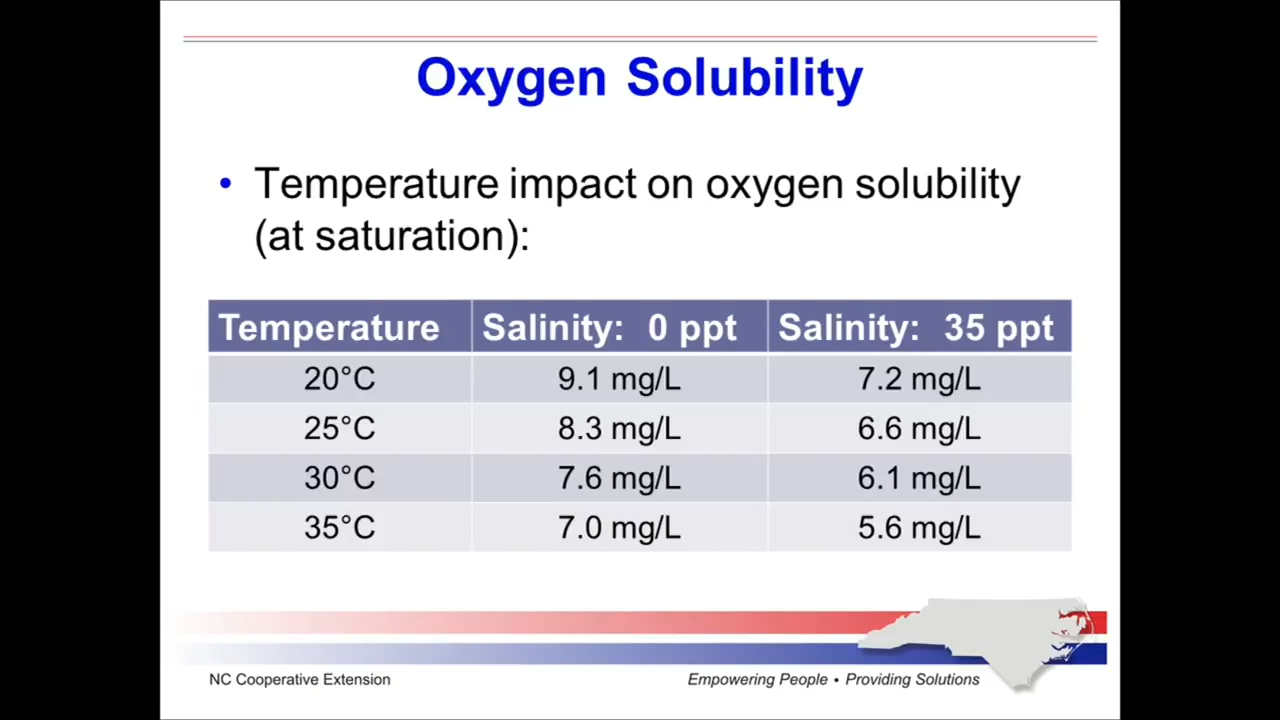 Oxygen Solubility
• Temperature impact on oxygen solubility
(at saturation):
Temperature Salinity: 0 ppt Salinity: 35 ppt
20°C 9.1 mg/L 7.2 mg/L
25°C 8.3 mg/L 6.6 mg/L
30°C 7.6 mg/L 6.1 mg/L
35°C 7.0 mg/L 5.6 mg/L
NC Cooperative Extension Empowering People • Providing Solutions